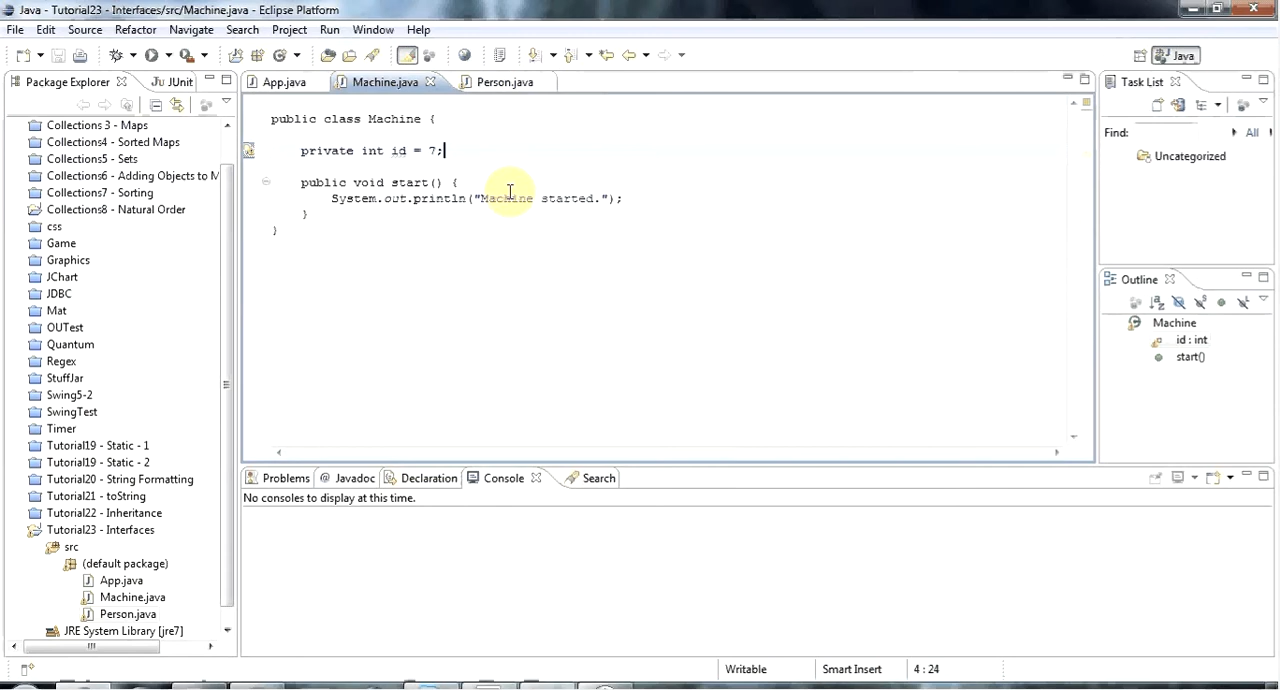 Java - Tutorial23 - Interfaces/src/Machine.java - Eclipse Platform
File Edit Source Refactor Navigate Search Project Run Window Help
Java
Package Explorer JUnit
App.java Machine.java Person.java
Task List
Find: All
Uncategorized
Collections 3 - Maps
Collections4 - Sorted Maps
Collections5 - Sets
Collections6 - Adding Objects to M
Collections7 - Sorting
Collections8 - Natural Order
css
Game
Graphics
JChart
JDBC
Mat
OUTest
Quantum
Regex
StuffJar
Swing5-2
SwingTest
Timer
Tutorial19 - Static - 1
Tutorial19 - Static - 2
Tutorial20 - String Formatting
Tutorial21 - toString
Tutorial22 - Inheritance
Tutorial23 - Interfaces
src
(default package)
App.java
Machine.java
Person.java
JRE System Library [jre7]
public class Machine {
private int id = 7;
public void start() {
System.out.println("Machine started.");
}
}
Outline
Machine
id : int
start()
Problems @ Javadoc Declaration Console Search
No consoles to display at this time.
Writable Smart Insert 4 : 24